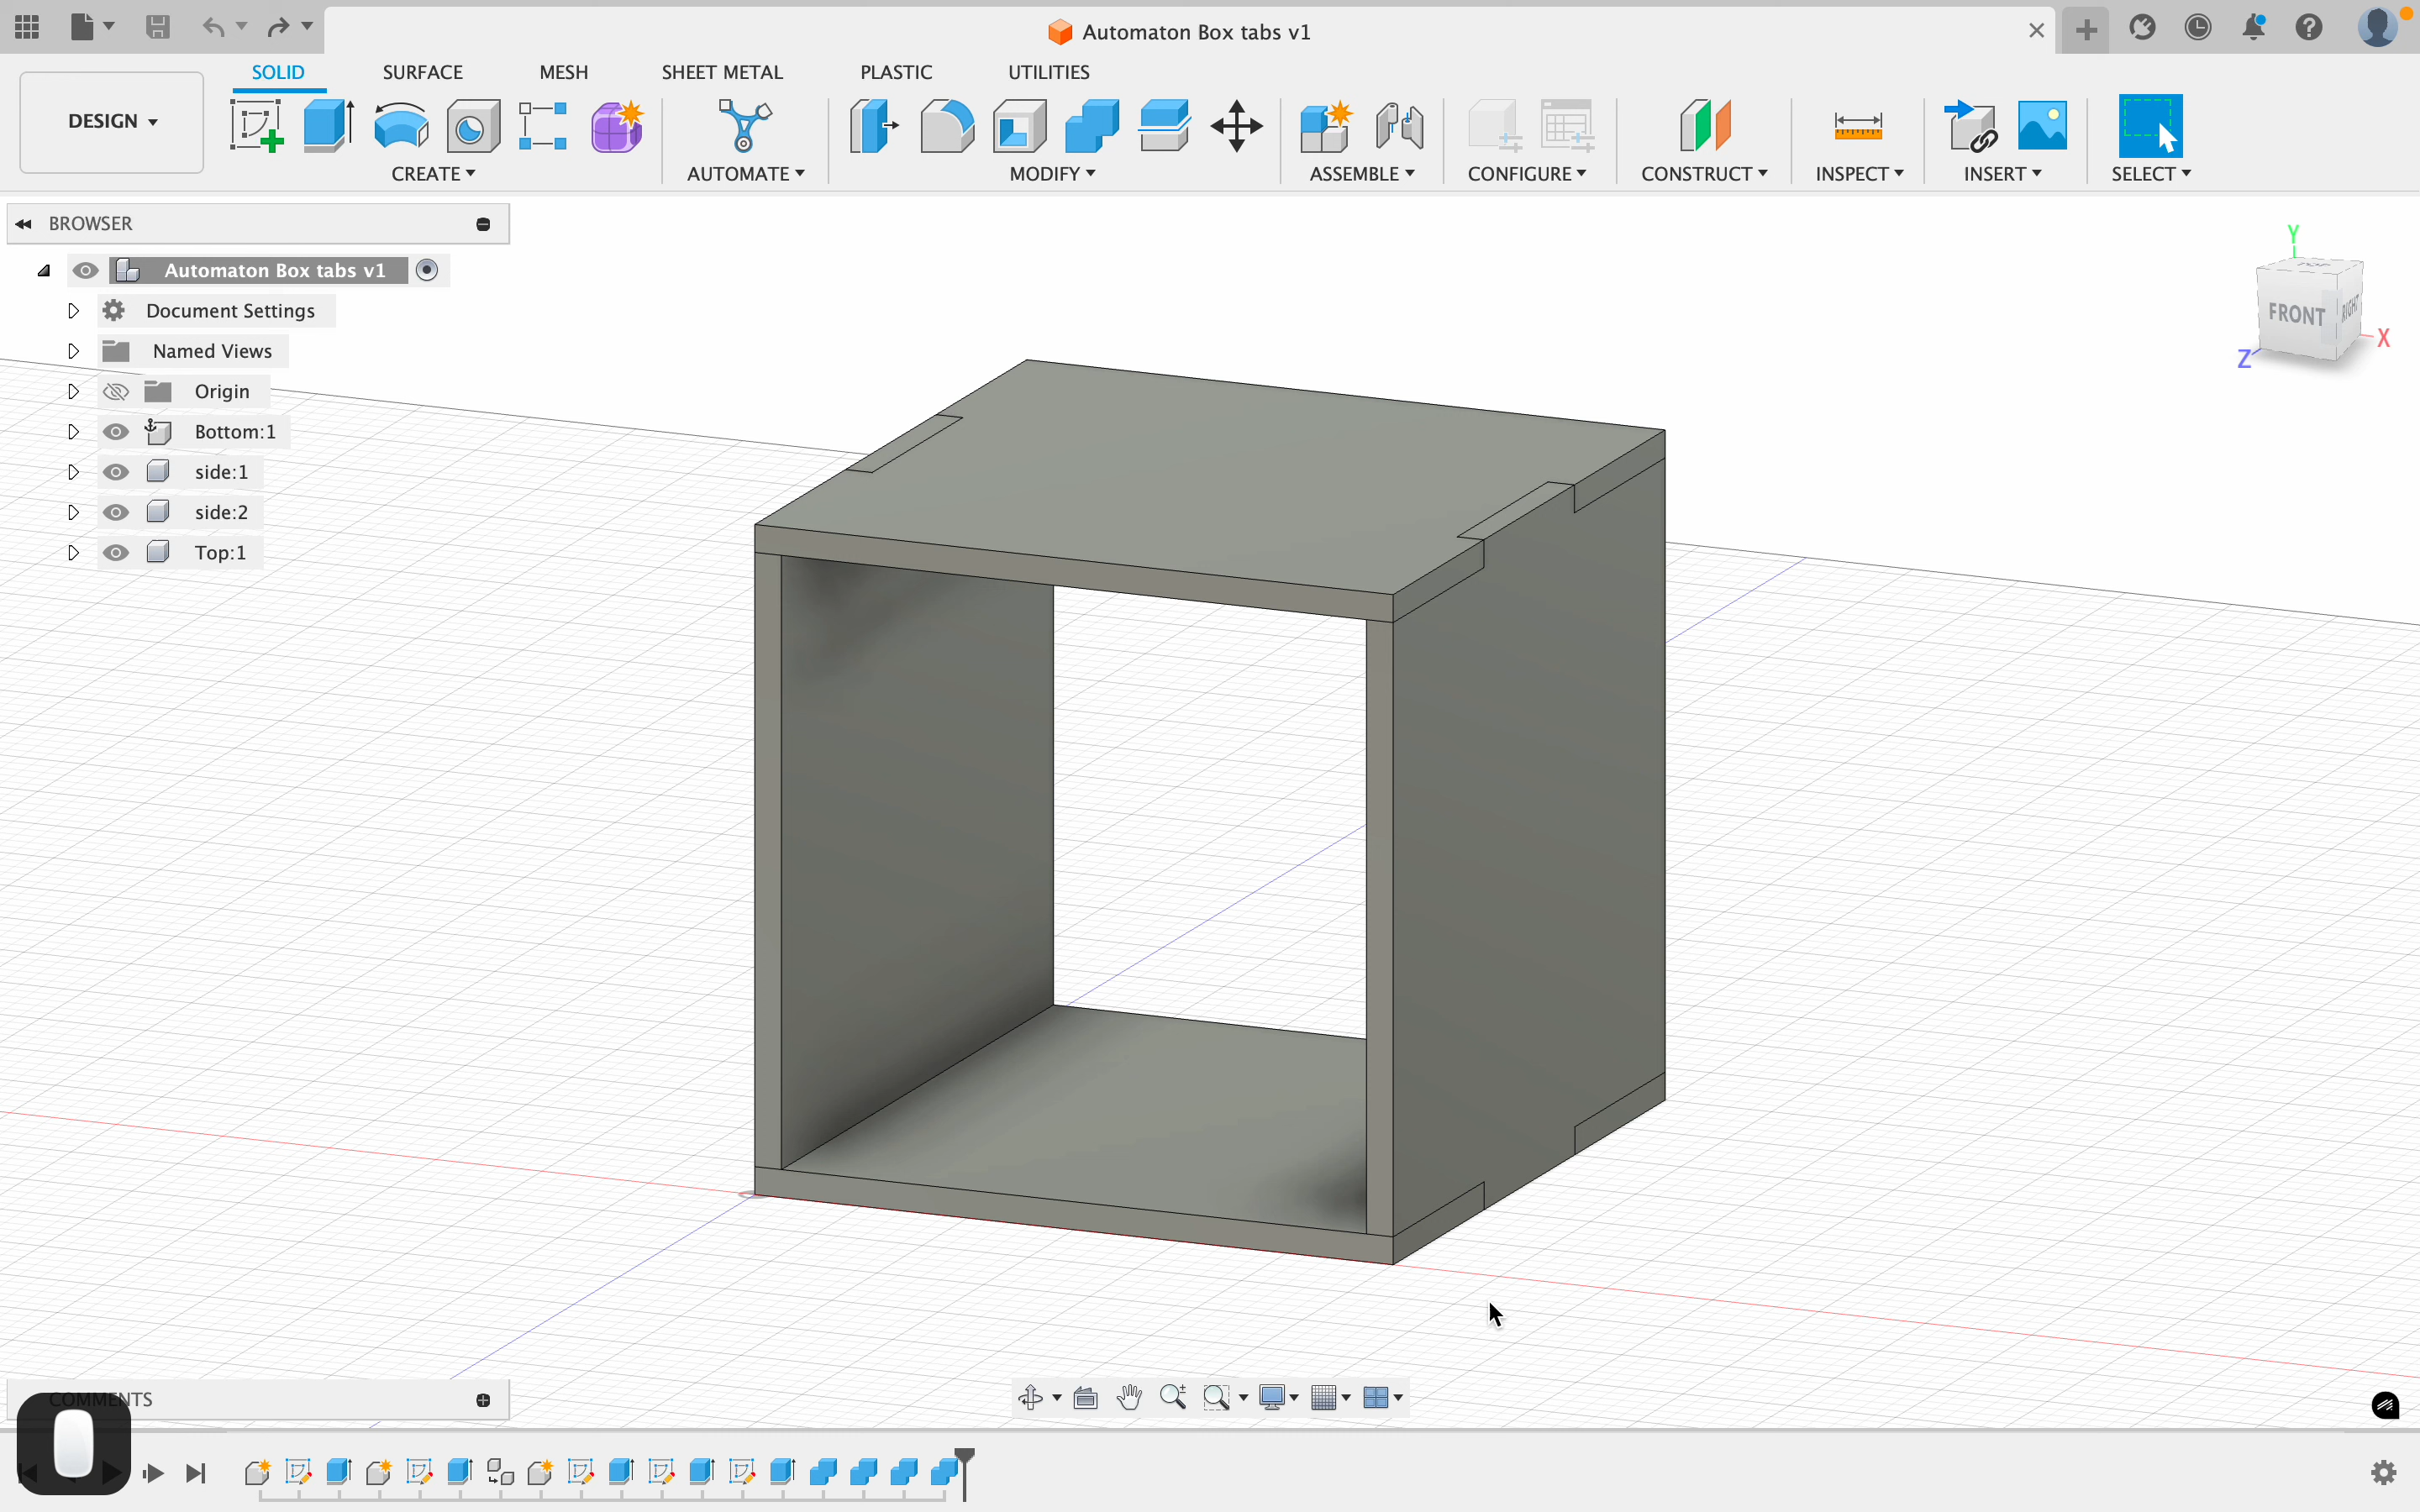 Automaton Box tabs v1
SOLID
SURFACE
MESH
SHEET METAL
PLASTIC
UTILITIES
DESIGN
CREATE
AUTOMATE
MODIFY
ASSEMBLE
CONFIGURE
CONSTRUCT
INSPECT
INSERT
SELECT
BROWSER
Automaton Box tabs v1
Document Settings
Named Views
Origin
Bottom:1
side:1
side:2
Top:1
Y
TOP
FRONT
RIGHT
X
Z
COMMENTS